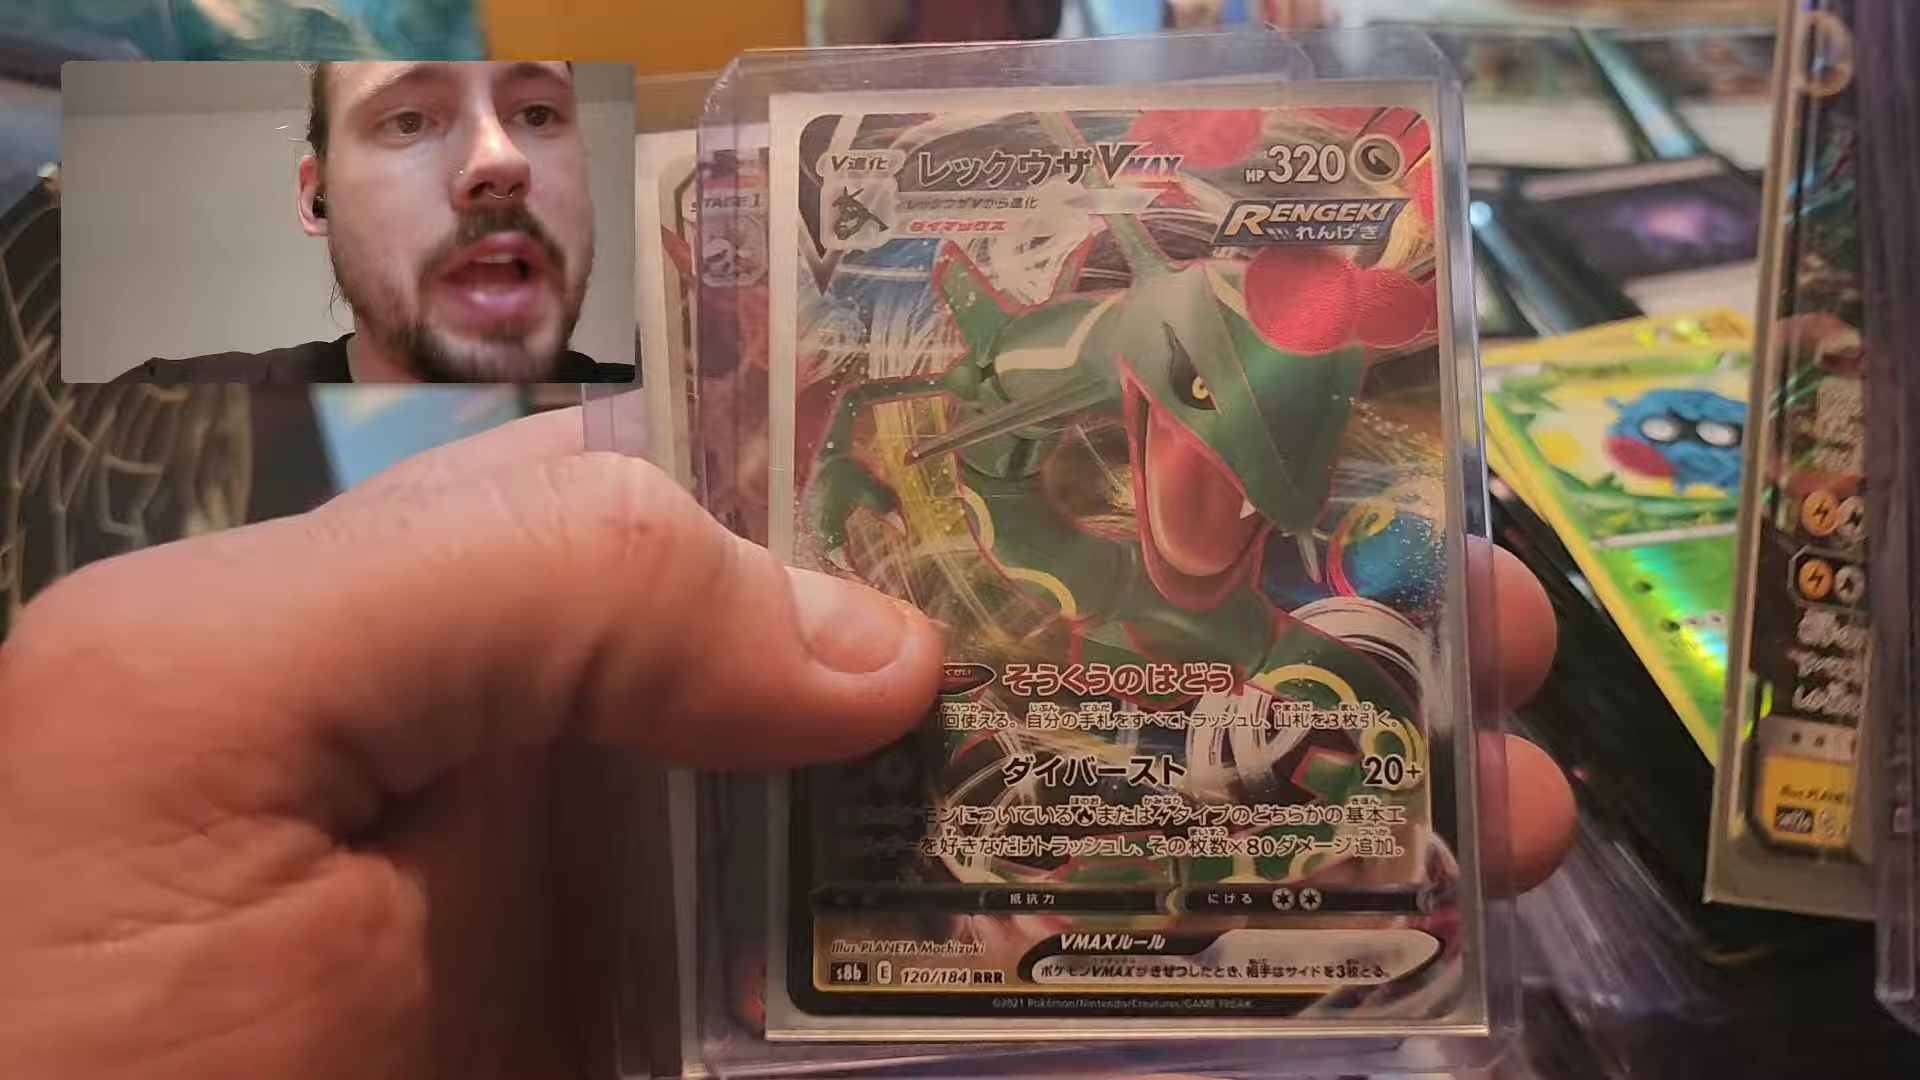 STAGE 1
V進化
レックウザVMAX
HP320
レックウザVから進化
ダイマックス
RENGEKI
れんげき
そうくうのはどう
回使える。自分の手札をすべてトラッシュし、山札を3枚引く。
ダイバースト 20+
モンについている または タイプのどちらかの基本エ
を好きなだけトラッシュし、その枚数×80ダメージ追加。
抵抗力
にげる
Illus. PLANETA Mochizuki
VMAXルール
s8b E 120/184 RRR
ポケモンVMAXがきぜつしたとき、相手はサイドを3枚とる。
©2021 Pokémon/Nintendo/Creatures/GAME FREAK